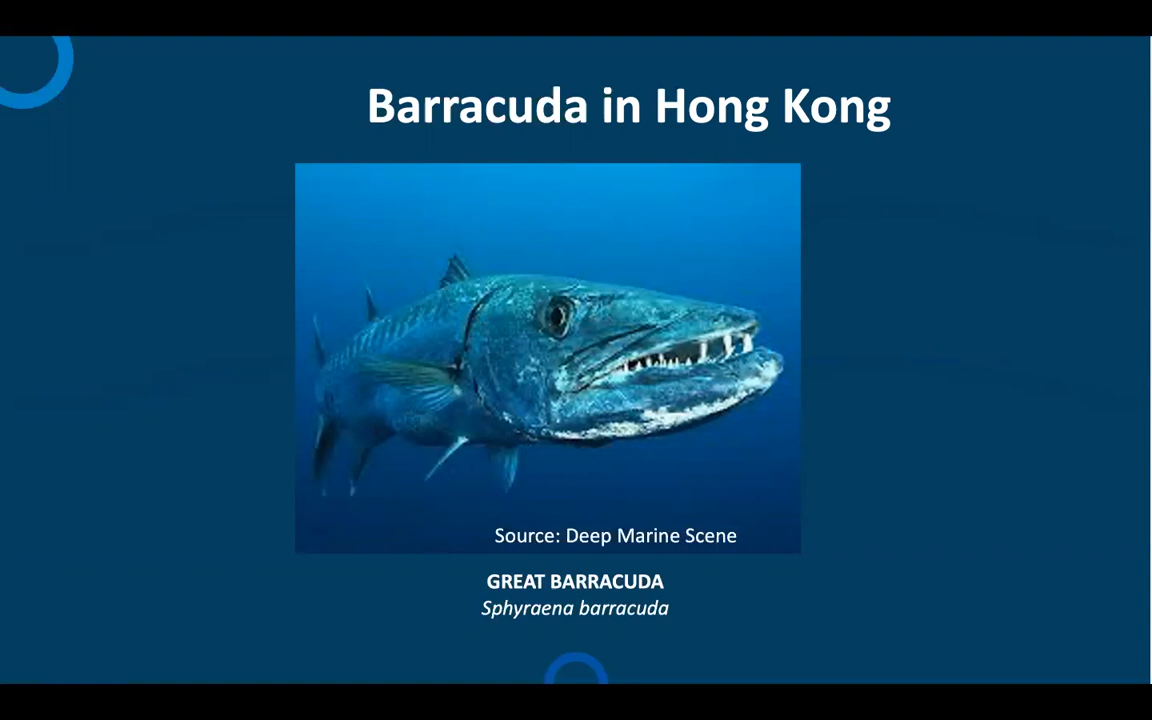 Barracuda in Hong Kong
Source: Deep Marine Scene
GREAT BARRACUDA
Sphyraena barracuda